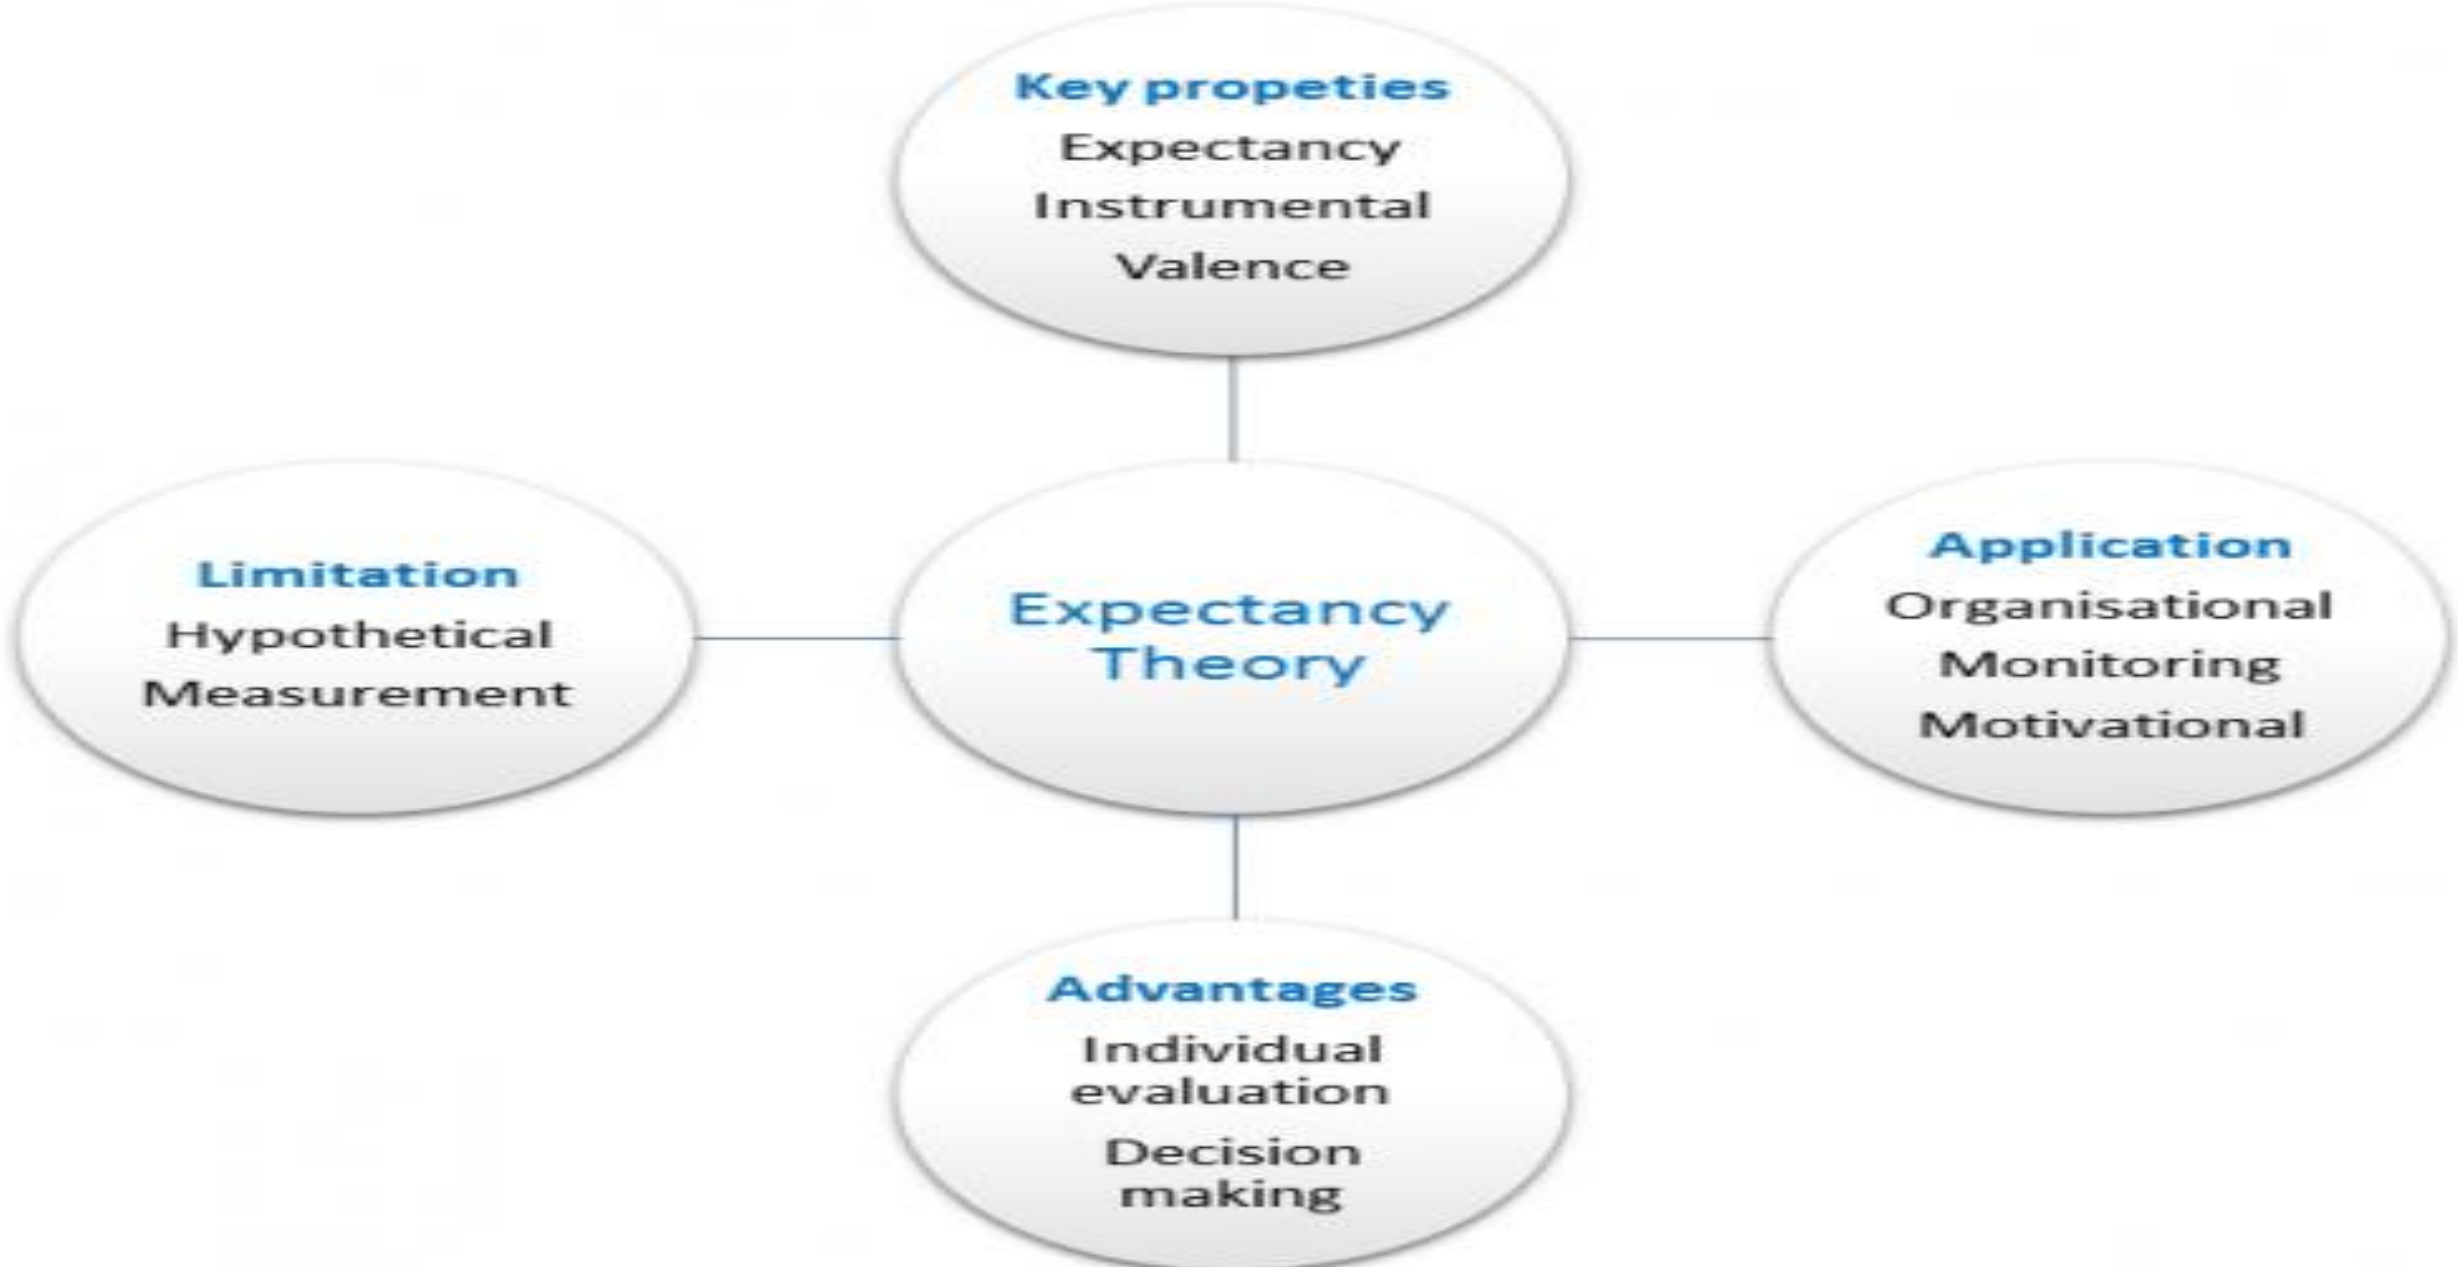 Key propeties
Expectancy
Instrumental
Valence
Limitation
Hypothetical
Measurement
Expectancy
Theory
Application
Organisational
Monitoring
Motivational
Advantages
Individual
evaluation
Decision
making